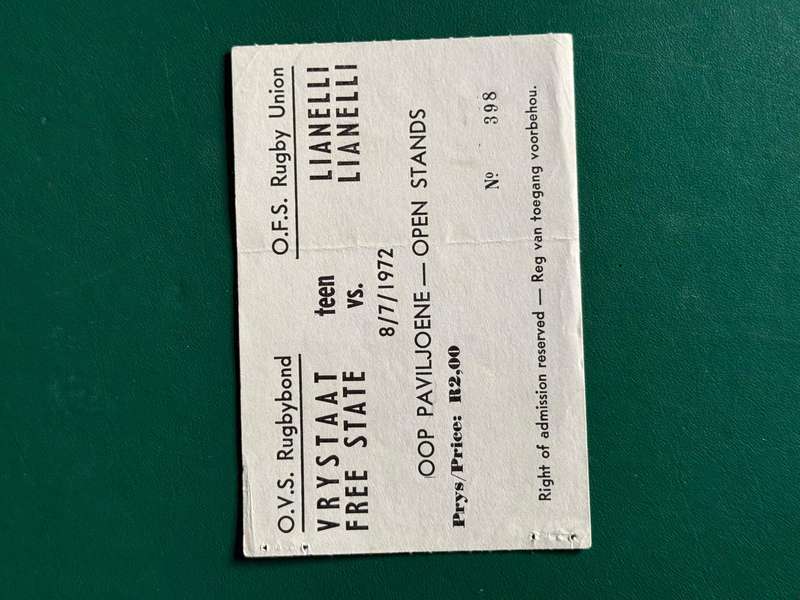 O.V.S. Rugbybond O.F.S. Rugby Union
VRYSTAAT teen LIANELLI
FREE STATE vs. LIANELLI
8/7/1972
OOP PAVILJOENE — OPEN STANDS
Prys/Price: R2,00 Nº 398
Right of admission reserved — Reg van toegang voorbehou.